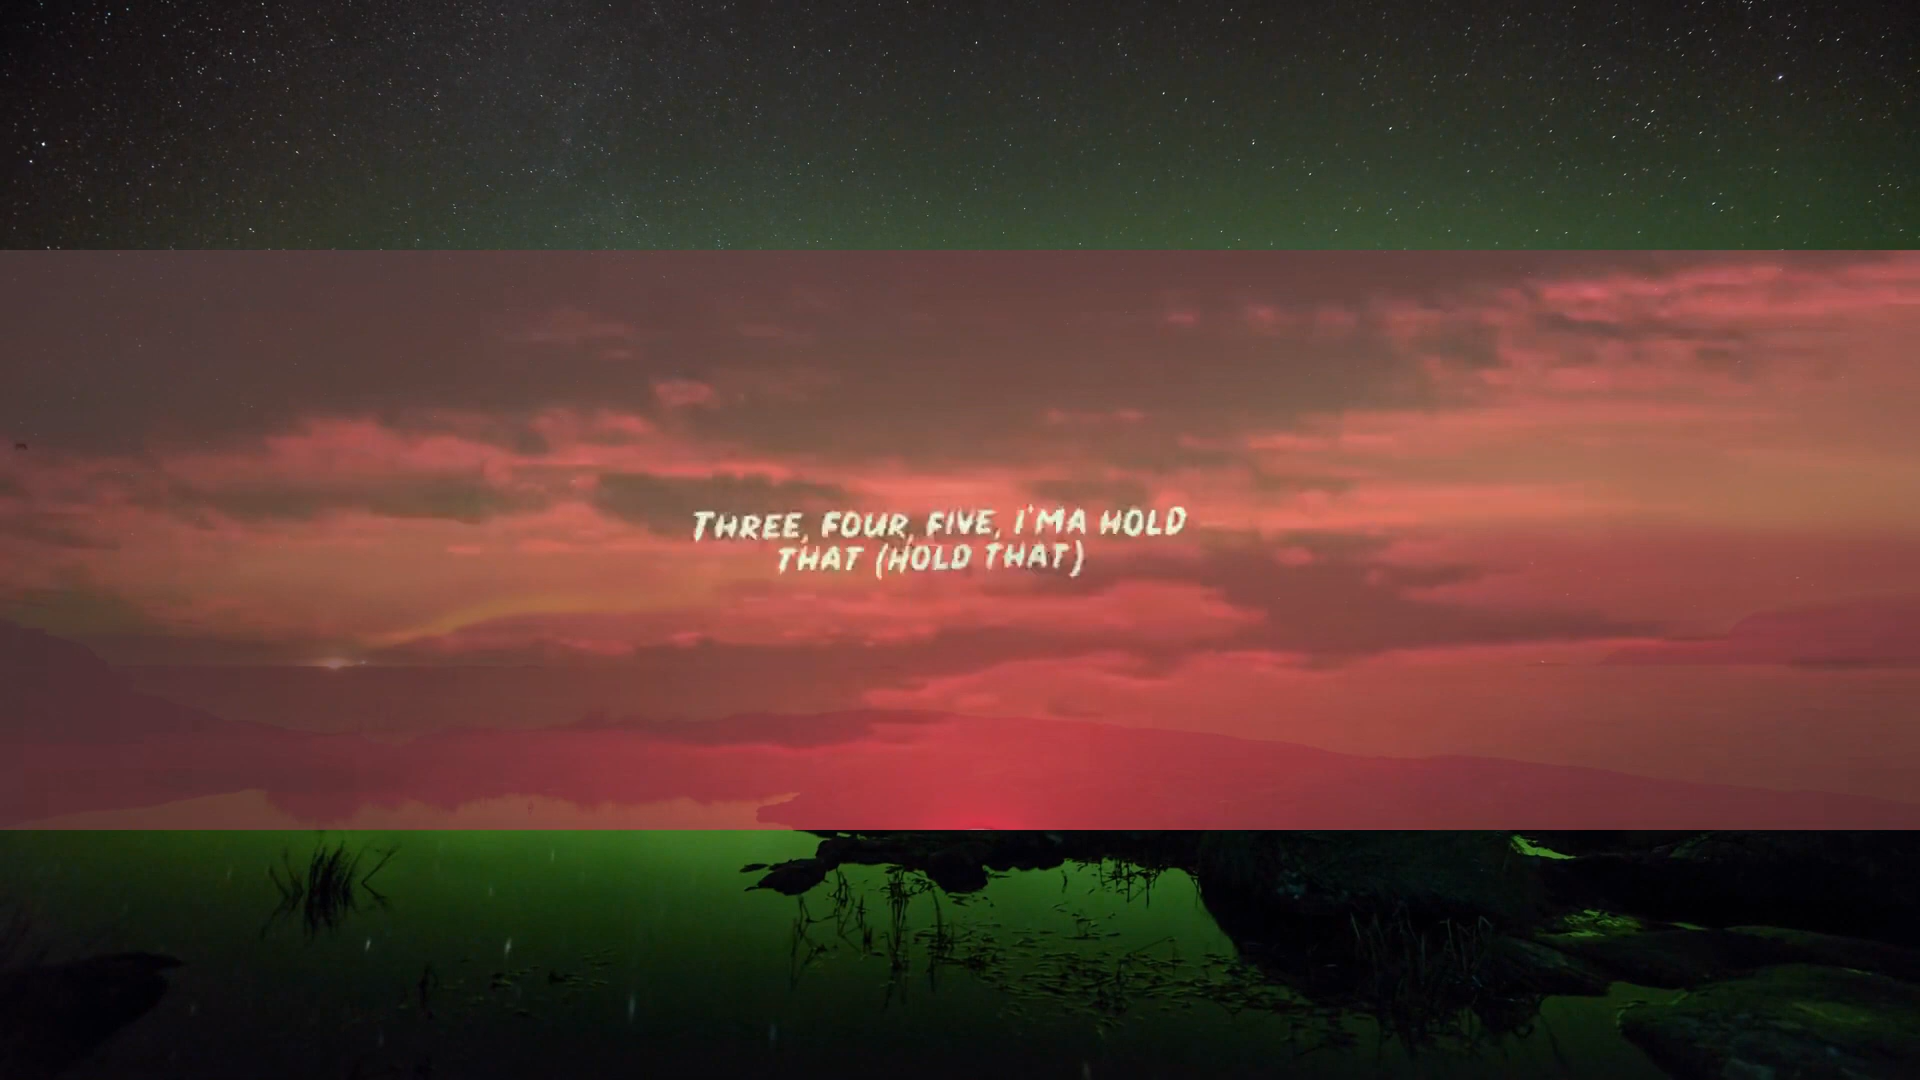 THREE, FOUR, FIVE, I'MA HOLD
THAT (HOLD THAT)